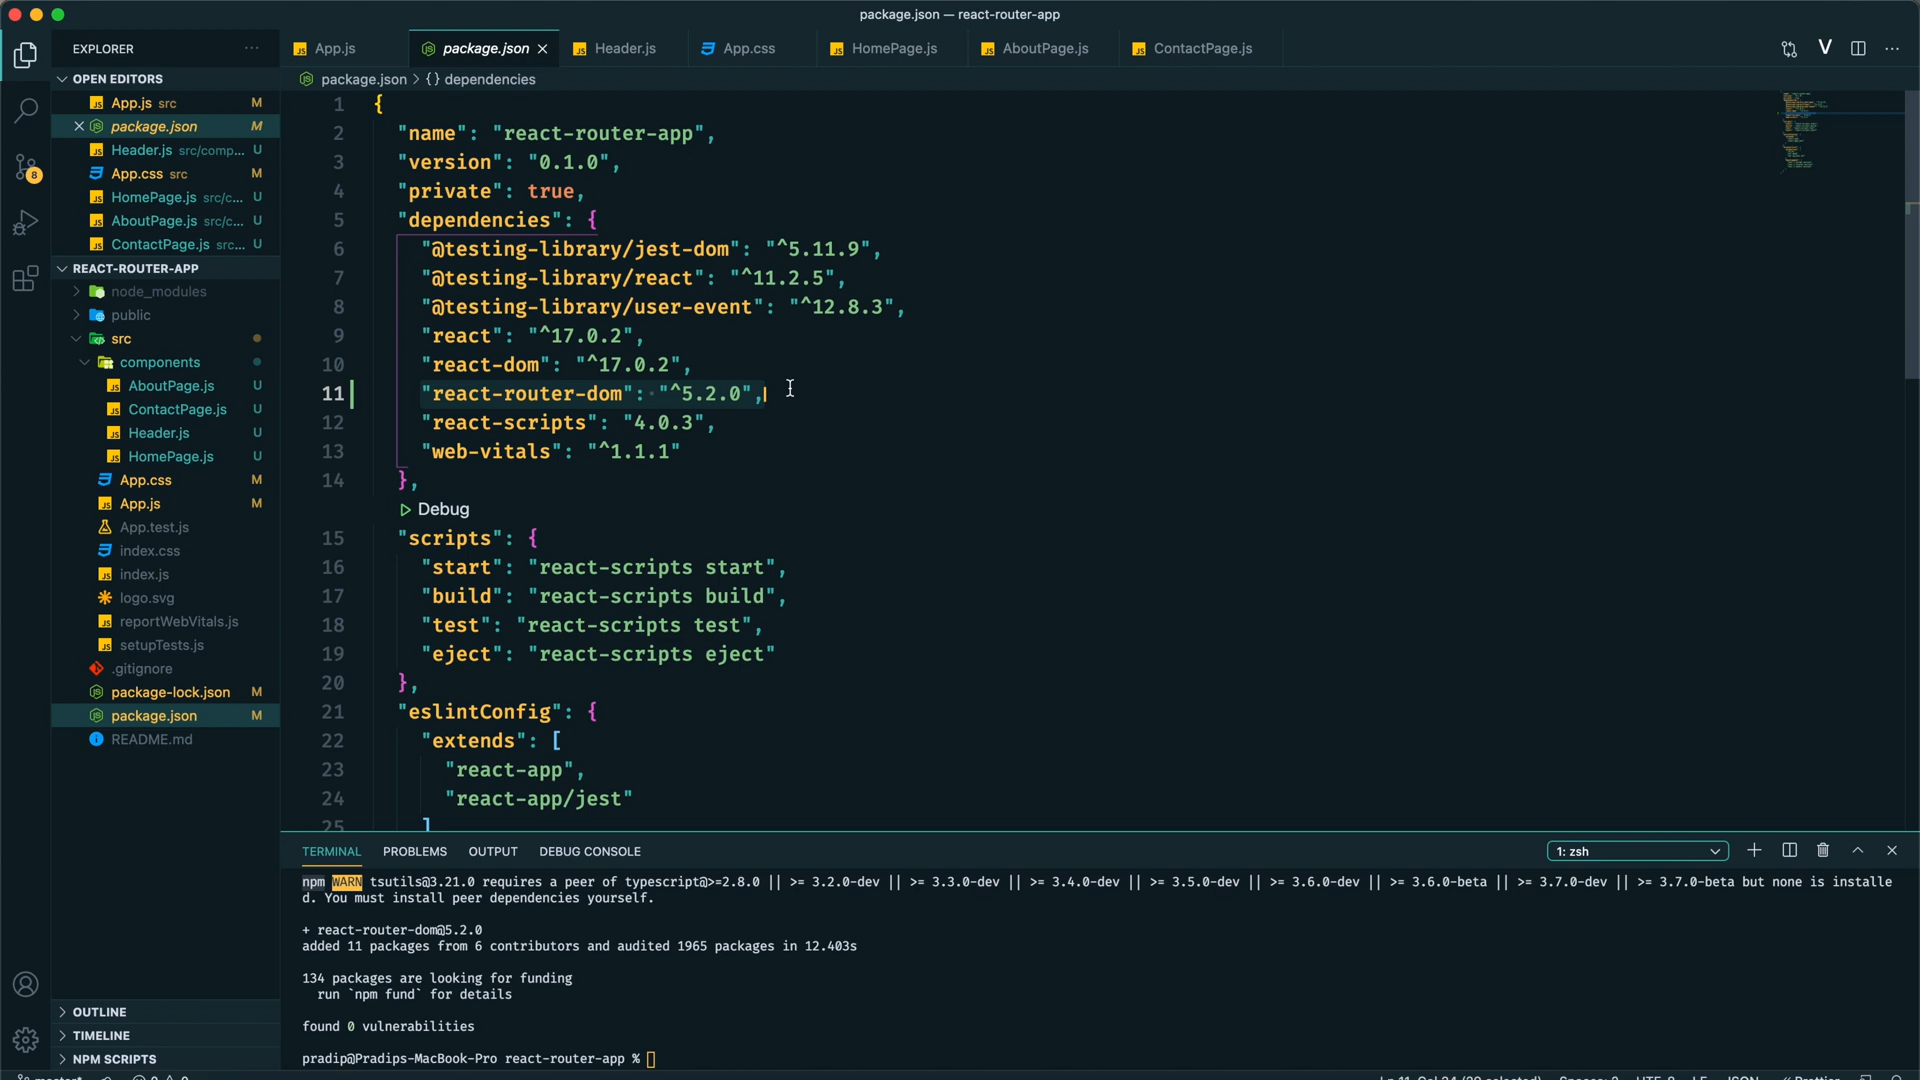 package.json — react-router-app
EXPLORER
App.js
package.json
Header.js
App.css
HomePage.js
AboutPage.js
ContactPage.js
OPEN EDITORS
App.js src M
package.json M
Header.js src/comp... U
App.css src M
HomePage.js src/c... U
AboutPage.js src/c... U
ContactPage.js src... U
REACT-ROUTER-APP
node_modules
public
src
components
AboutPage.js U
ContactPage.js U
Header.js U
HomePage.js U
App.css M
App.js M
App.test.js
index.css
index.js
logo.svg
reportWebVitals.js
setupTests.js
.gitignore
package-lock.json M
package.json M
README.md
OUTLINE
TIMELINE
NPM SCRIPTS
8
package.json > {} dependencies
1 {
2 "name": "react-router-app",
3 "version": "0.1.0",
4 "private": true,
5 "dependencies": {
6 "@testing-library/jest-dom": "^5.11.9",
7 "@testing-library/react": "^11.2.5",
8 "@testing-library/user-event": "^12.8.3",
9 "react": "^17.0.2",
10 "react-dom": "^17.0.2",
11 "react-router-dom": "^5.2.0",
12 "react-scripts": "4.0.3",
13 "web-vitals": "^1.1.1"
14 },
Debug
15 "scripts": {
16 "start": "react-scripts start",
17 "build": "react-scripts build",
18 "test": "react-scripts test",
19 "eject": "react-scripts eject"
20 },
21 "eslintConfig": {
22 "extends": [
23 "react-app",
24 "react-app/jest"
25 ]
TERMINAL PROBLEMS OUTPUT DEBUG CONSOLE
1: zsh
npm WARN tsutils@3.21.0 requires a peer of typescript@>=2.8.0 || >= 3.2.0-dev || >= 3.3.0-dev || >= 3.4.0-dev || >= 3.5.0-dev || >= 3.6.0-dev || >= 3.6.0-beta || >= 3.7.0-dev || >= 3.7.0-beta but none is installe
d. You must install peer dependencies yourself.
+ react-router-dom@5.2.0
added 11 packages from 6 contributors and audited 1965 packages in 12.403s
134 packages are looking for funding
run `npm fund` for details
found 0 vulnerabilities
pradip@Pradips-MacBook-Pro react-router-app %